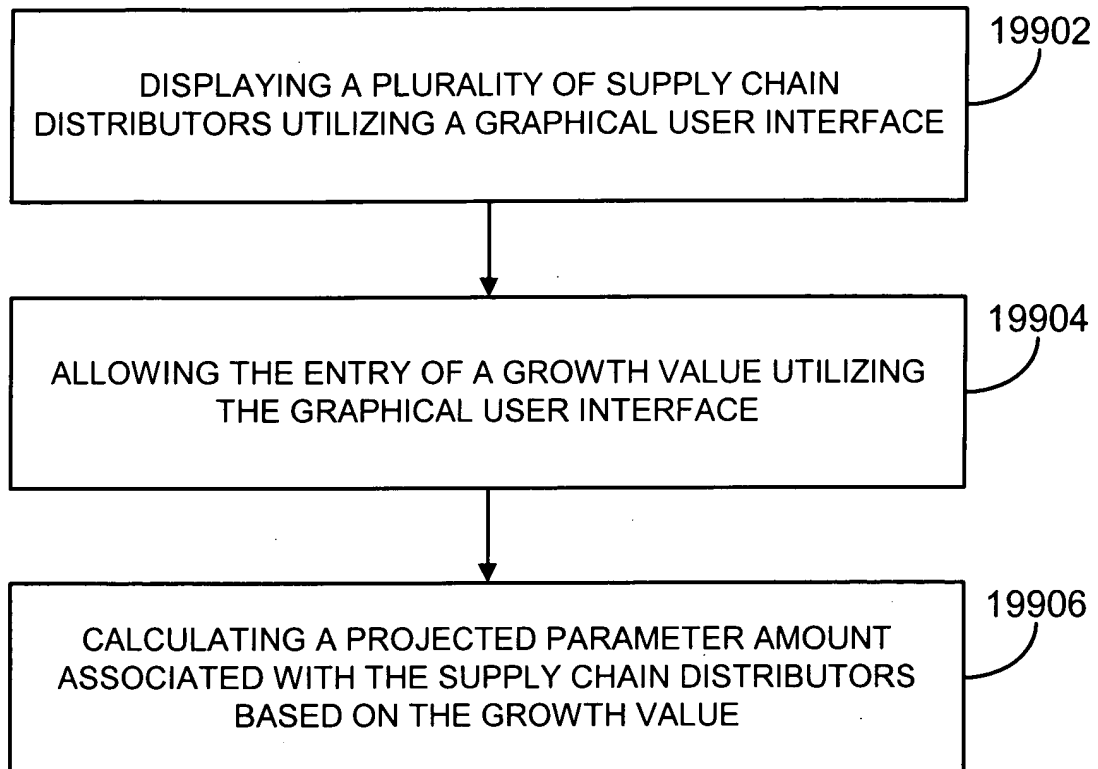 19902
DISPLAYING A PLURALITY OF SUPPLY CHAIN
DISTRIBUTORS UTILIZING A GRAPHICAL USER INTERFACE
19904
ALLOWING THE ENTRY OF A GROWTH VALUE UTILIZING
THE GRAPHICAL USER INTERFACE
19906
CALCULATING A PROJECTED PARAMETER AMOUNT
ASSOCIATED WITH THE SUPPLY CHAIN DISTRIBUTORS
BASED ON THE GROWTH VALUE